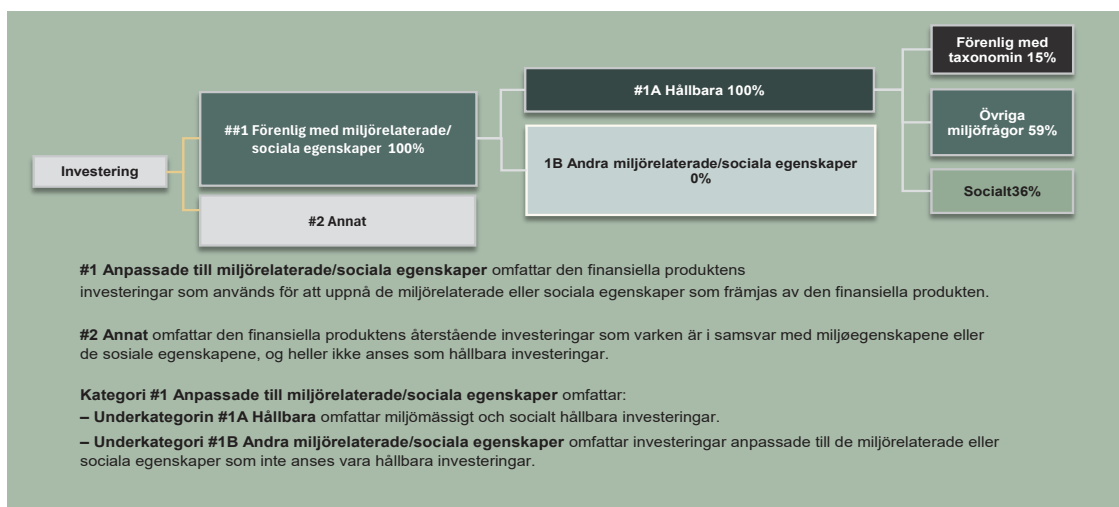 Investering
##1 Förenlig med miljörelaterade/
sociala egenskaper 100%
#2 Annat
#1A Hållbara 100%
1B Andra miljörelaterade/sociala egenskaper
0%
Förenlig med
taxonomin 15%
Övriga
miljöfrågor 59%
Socialt36%
#1 Anpassade till miljörelaterade/sociala egenskaper omfattar den finansiella produktens
investeringar som används för att uppnå de miljörelaterade eller sociala egenskaper som främjas av den finansiella produkten.
#2 Annat omfattar den finansiella produktens återstående investeringar som varken är i samsvar med miljøegenskapene eller
de sosiale egenskapene, og heller ikke anses som hållbara investeringar.
Kategori #1 Anpassade till miljörelaterade/sociala egenskaper omfattar:
– Underkategorin #1A Hållbara omfattar miljömässigt och socialt hållbara investeringar.
– Underkategori #1B Andra miljörelaterade/sociala egenskaper omfattar investeringar anpassade till de miljörelaterade eller
sociala egenskaper som inte anses vara hållbara investeringar.